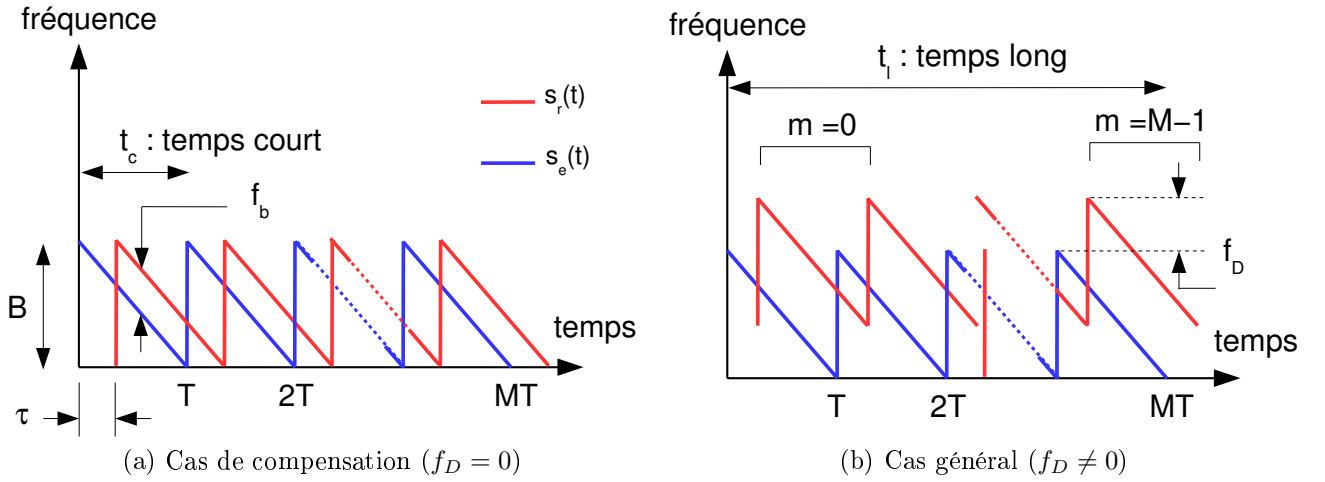 fréquence
t_c : temps court
f_b
s_r(t)
s_e(t)
B
temps
T
2T
MT
τ
(a) Cas de compensation (f_D = 0)
fréquence
t_l : temps long
m =0
m =M−1
f_D
temps
T
2T
MT
(b) Cas général (f_D ≠ 0)